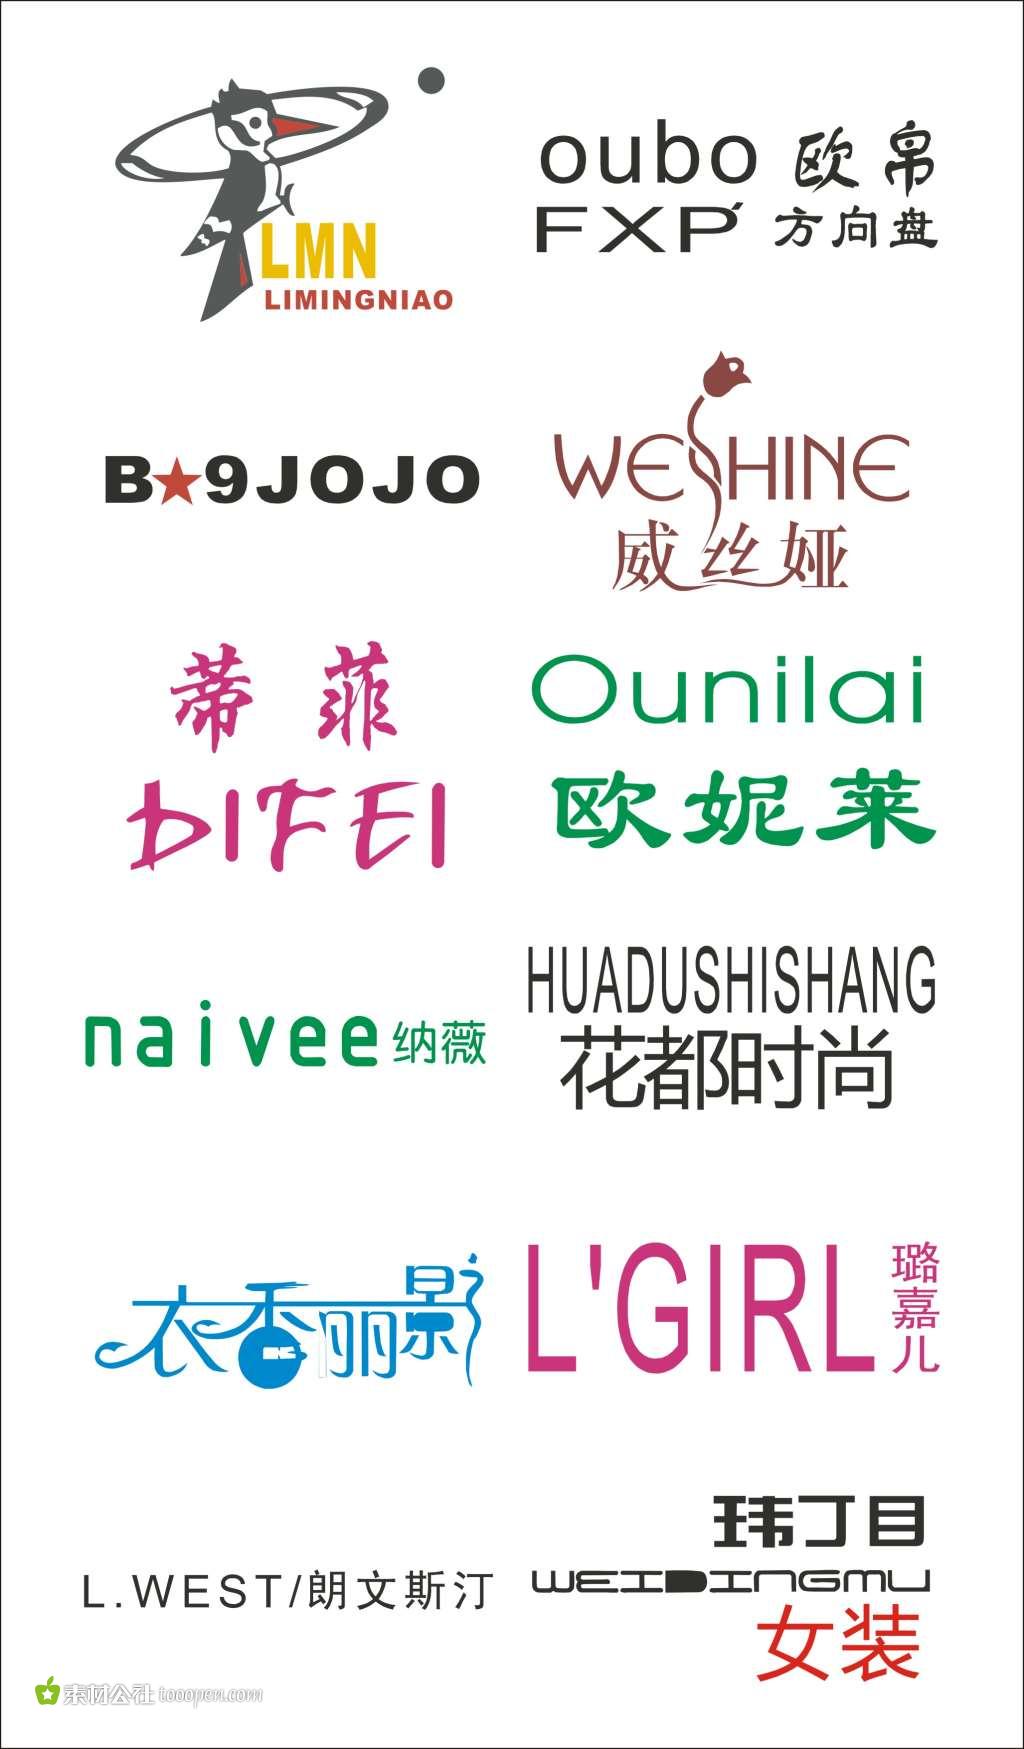 LMN
LIMINGNIAO
oubo 欧帛
FXP 方向盘
B★9JOJO
WESHINE
威丝娅
蒂菲
DIFEI
Ounilai
欧妮莱
naivee 纳薇
HUADUSHISHANG
花都时尚
衣香丽影
L'GIRL 璐嘉儿
L.WEST/朗文斯汀
玮丁目
WEIDINGMU
女装
素材公社 tooopen.com